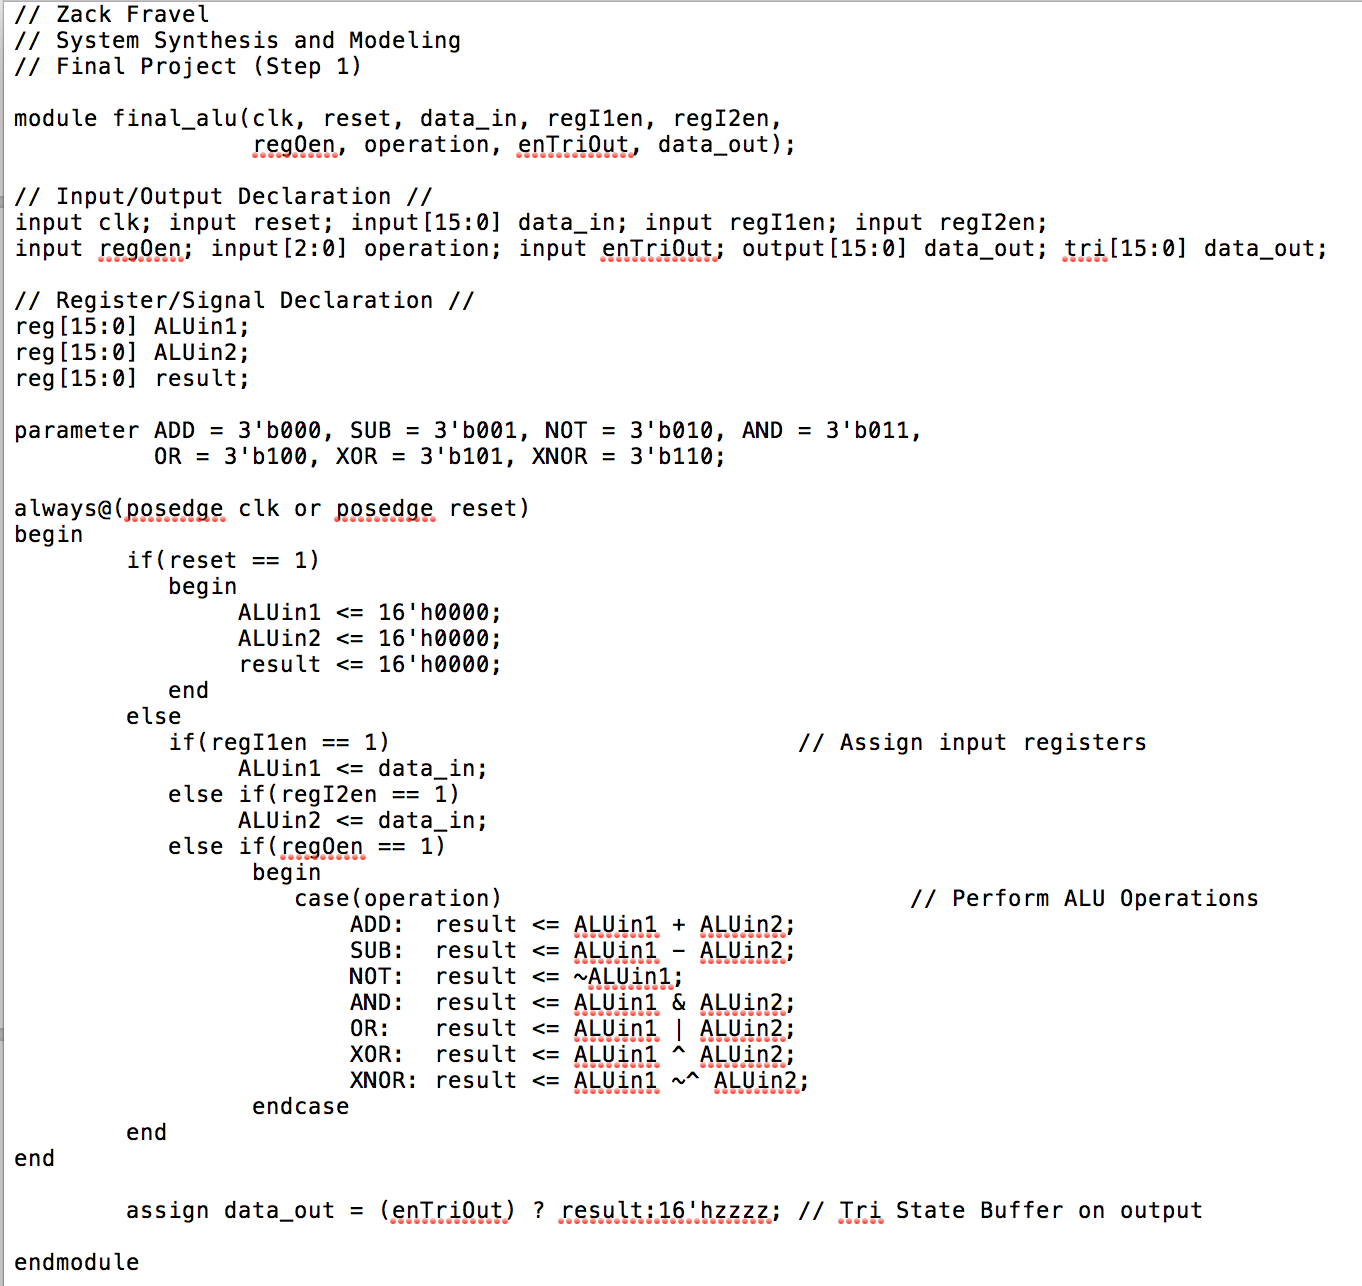 // Zack Fravel
// System Synthesis and Modeling
// Final Project (Step 1)
module final_alu(clk, reset, data_in, regI1en, regI2en,
regOen, operation, enTriOut, data_out);
// Input/Output Declaration //
input clk; input reset; input[15:0] data_in; input regI1en; input regI2en;
input regOen; input[2:0] operation; input enTriOut; output[15:0] data_out; tri[15:0] data_out;
// Register/Signal Declaration //
reg[15:0] ALUin1;
reg[15:0] ALUin2;
reg[15:0] result;
parameter ADD = 3'b000, SUB = 3'b001, NOT = 3'b010, AND = 3'b011,
OR = 3'b100, XOR = 3'b101, XNOR = 3'b110;
always@(posedge clk or posedge reset)
begin
if(reset == 1)
begin
ALUin1 <= 16'h0000;
ALUin2 <= 16'h0000;
result <= 16'h0000;
end
else
if(regI1en == 1) // Assign input registers
ALUin1 <= data_in;
else if(regI2en == 1)
ALUin2 <= data_in;
else if(regOen == 1)
begin
case(operation) // Perform ALU Operations
ADD: result <= ALUin1 + ALUin2;
SUB: result <= ALUin1 - ALUin2;
NOT: result <= ~ALUin1;
AND: result <= ALUin1 & ALUin2;
OR: result <= ALUin1 | ALUin2;
XOR: result <= ALUin1 ^ ALUin2;
XNOR: result <= ALUin1 ~^ ALUin2;
endcase
end
end
assign data_out = (enTriOut) ? result:16'hzzzz; // Tri State Buffer on output
endmodule